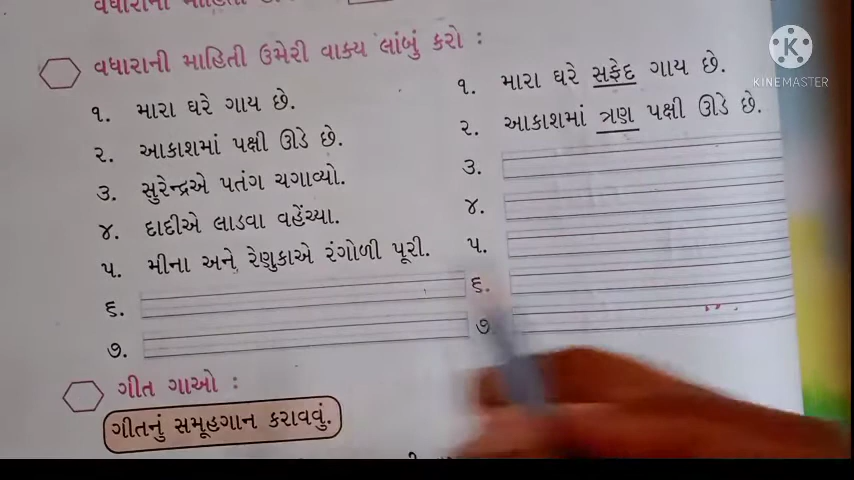 વધારાની માહિતી
વધારાની માહિતી ઉમેરી વાક્ય લાંબું કરો :
૧. મારા ઘરે ગાય છે.
૨. આકાશમાં પક્ષી ઊડે છે.
૩. સુરેન્દ્રએ પતંગ ચગાવ્યો.
૪. દાદીએ લાડવા વહેંચ્યા.
૫. મીના અને રેણુકાએ રંગોળી પૂરી.
૬.
૭.
૧. મારા ઘરે સફેદ ગાય છે.
૨. આકાશમાં ત્રણ પક્ષી ઊડે છે.
૩.
૪.
૫.
૬.
૭
ગીત ગાઓ :
ગીતનું સમૂહગાન કરાવવું.
KINEMASTER